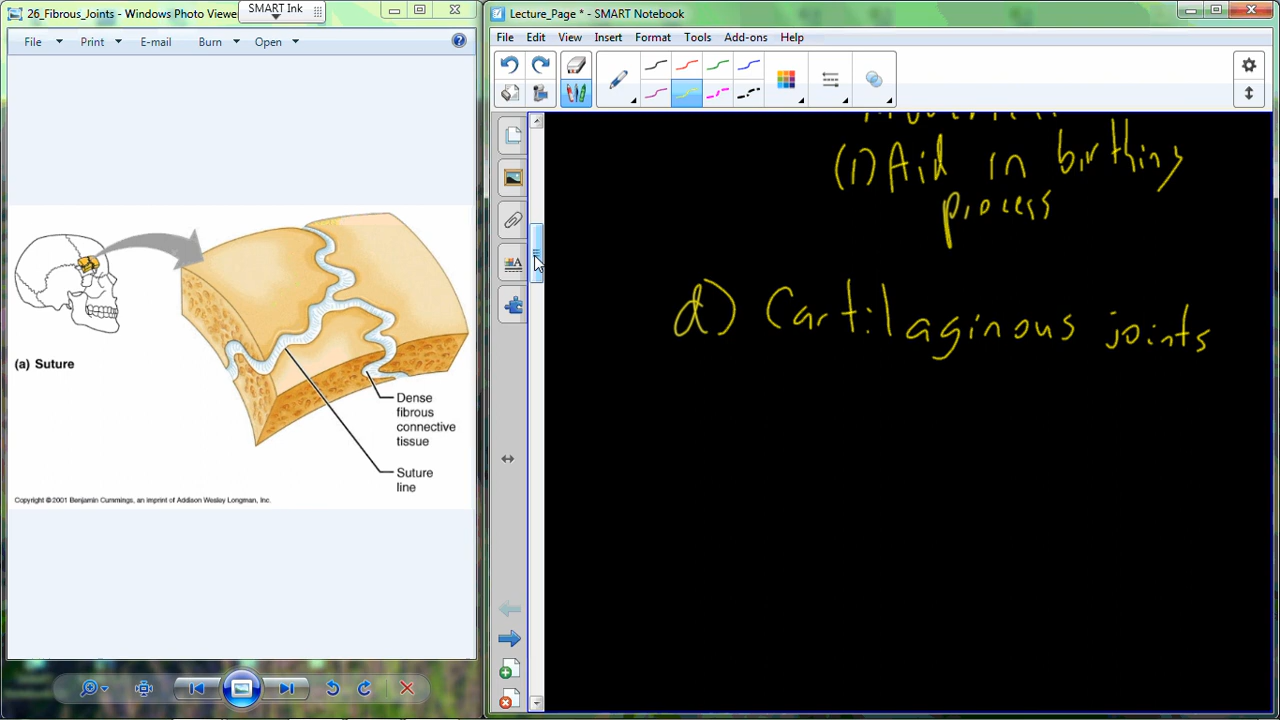 26_Fibrous_Joints - Windows Photo Viewer
SMART Ink
File Print E-mail Burn Open
(a) Suture
Dense
fibrous
connective
tissue
Suture
line
Copyright © 2001 Benjamin Cummings, an imprint of Addison Wesley Longman, Inc.
Lecture_Page * - SMART Notebook
File Edit View Insert Format Tools Add-ons Help
(1) Aid in birthing
process
d) Cartilaginous joints